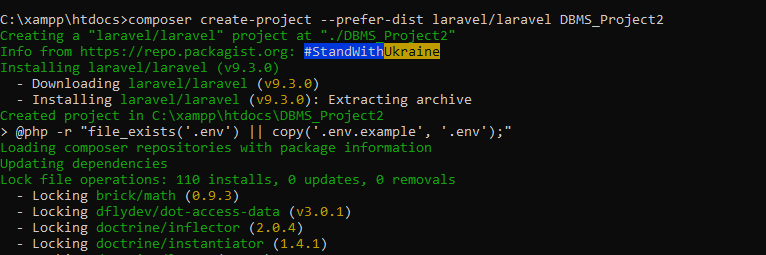 C:\xampp\htdocs>composer create-project --prefer-dist laravel/laravel DBMS_Project2
Creating a "laravel/laravel" project at "./DBMS_Project2"
Info from https://repo.packagist.org: #StandWithUkraine
Installing laravel/laravel (v9.3.0)
  - Downloading laravel/laravel (v9.3.0)
  - Installing laravel/laravel (v9.3.0): Extracting archive
Created project in C:\xampp\htdocs\DBMS_Project2
> @php -r "file_exists('.env') || copy('.env.example', '.env');"
Loading composer repositories with package information
Updating dependencies
Lock file operations: 110 installs, 0 updates, 0 removals
  - Locking brick/math (0.9.3)
  - Locking dflydev/dot-access-data (v3.0.1)
  - Locking doctrine/inflector (2.0.4)
  - Locking doctrine/instantiator (1.4.1)